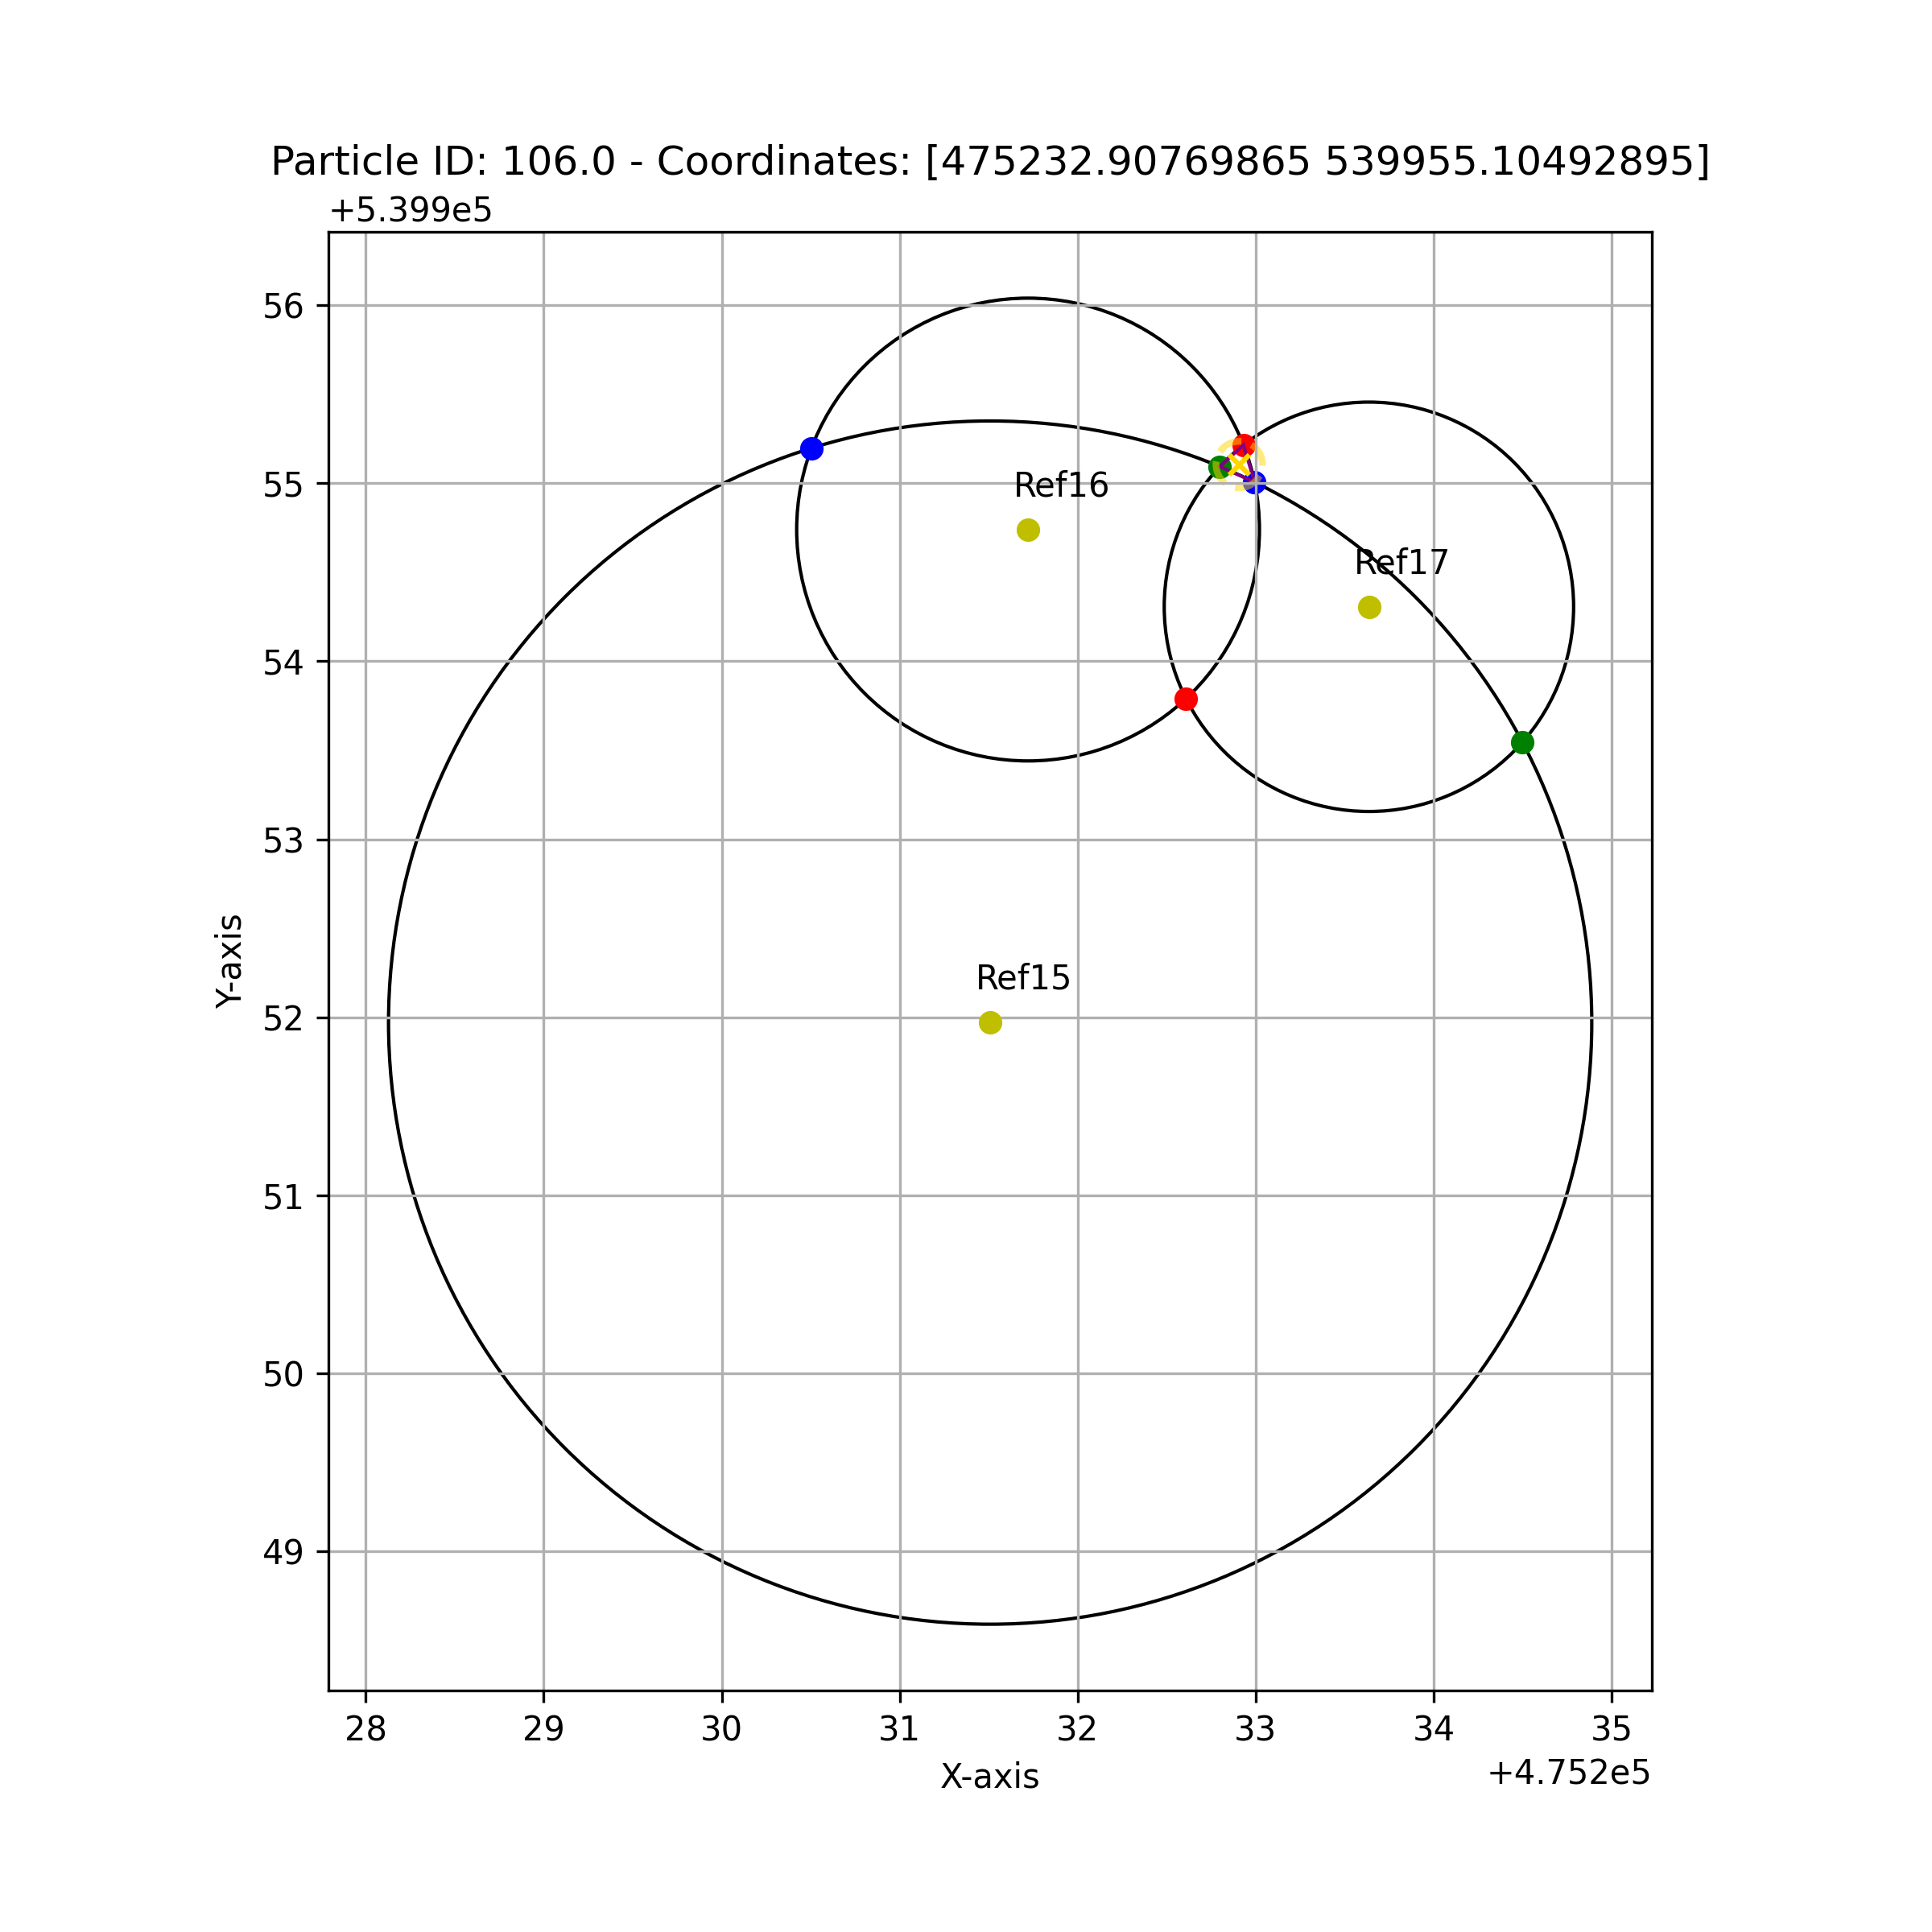 Particle ID: 106.0 - Coordinates: [475232.90769865 539955.10492895]
+5.399e5
56
55
54
53
52
51
50
49
Y-axis
Ref16
Ref17
Ref15
28 29 30 31 32 33 34 35
X-axis
+4.752e5